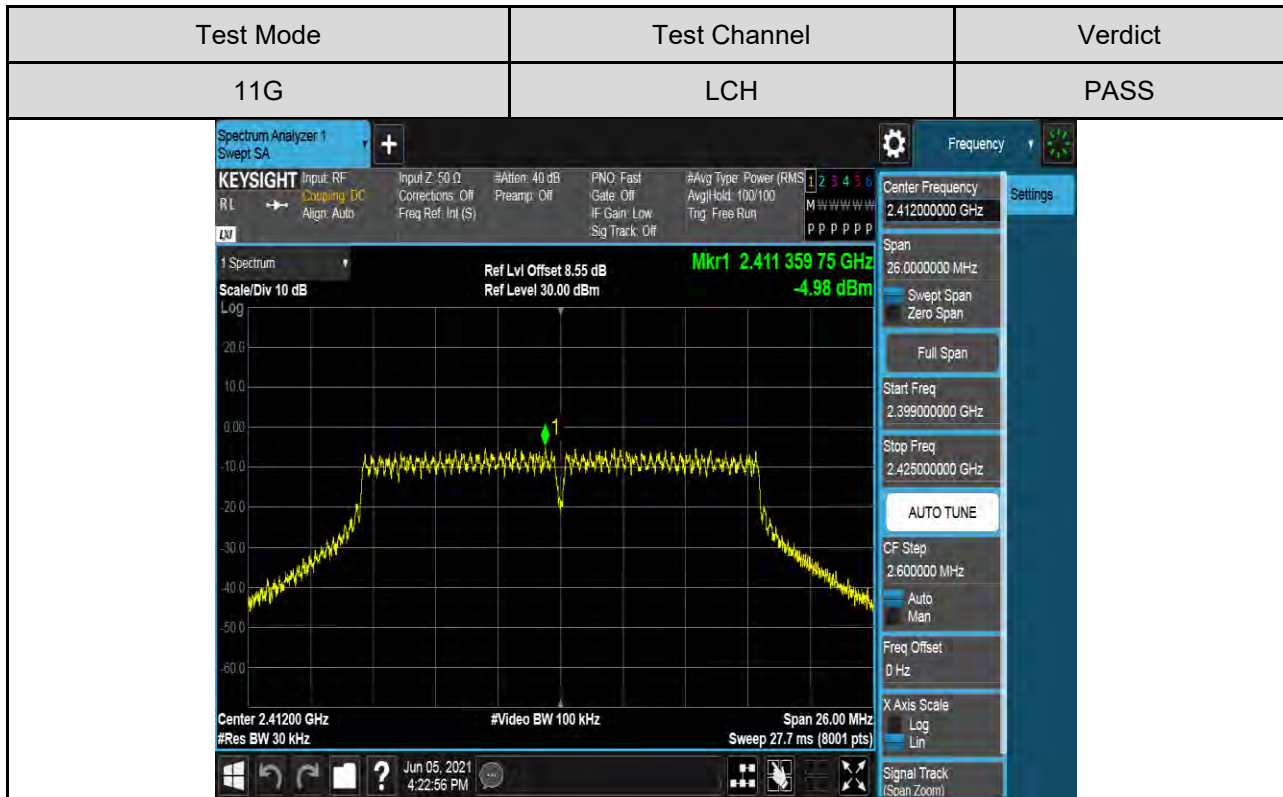 Test Mode Test Channel Verdict
11G LCH PASS
Spectrum Analyzer 1
Swept SA
+
Frequency
KEYSIGHT Input: RF Input Z: 50 Ω #Atten: 40 dB PNO: Fast #Avg Type: Power (RMS 1 2 3 4 5 6
RL Coupling: DC Corrections: Off Preamp: Off Gate: Off Avg|Hold: 100/100 M W W W W W
Align: Auto Freq Ref: Int (S) IF Gain: Low Trig: Free Run
LXI Sig Track: Off P P P P P P
1 Spectrum Ref Lvl Offset 8.55 dB Mkr1 2.411 359 75 GHz
Scale/Div 10 dB Ref Level 30.00 dBm -4.98 dBm
Log
20.0
10.0
0.00
-10.0
-20.0
-30.0
-40.0
-50.0
-60.0
1
Center 2.41200 GHz #Video BW 100 kHz Span 26.00 MHz
#Res BW 30 kHz Sweep 27.7 ms (8001 pts)
Center Frequency
2.412000000 GHz
Settings
Span
26.0000000 MHz
Swept Span
Zero Span
Full Span
Start Freq
2.399000000 GHz
Stop Freq
2.425000000 GHz
AUTO TUNE
CF Step
2.600000 MHz
Auto
Man
Freq Offset
0 Hz
X Axis Scale
Log
Lin
Signal Track
(Span Zoom)
? Jun 05, 2021
4:22:56 PM